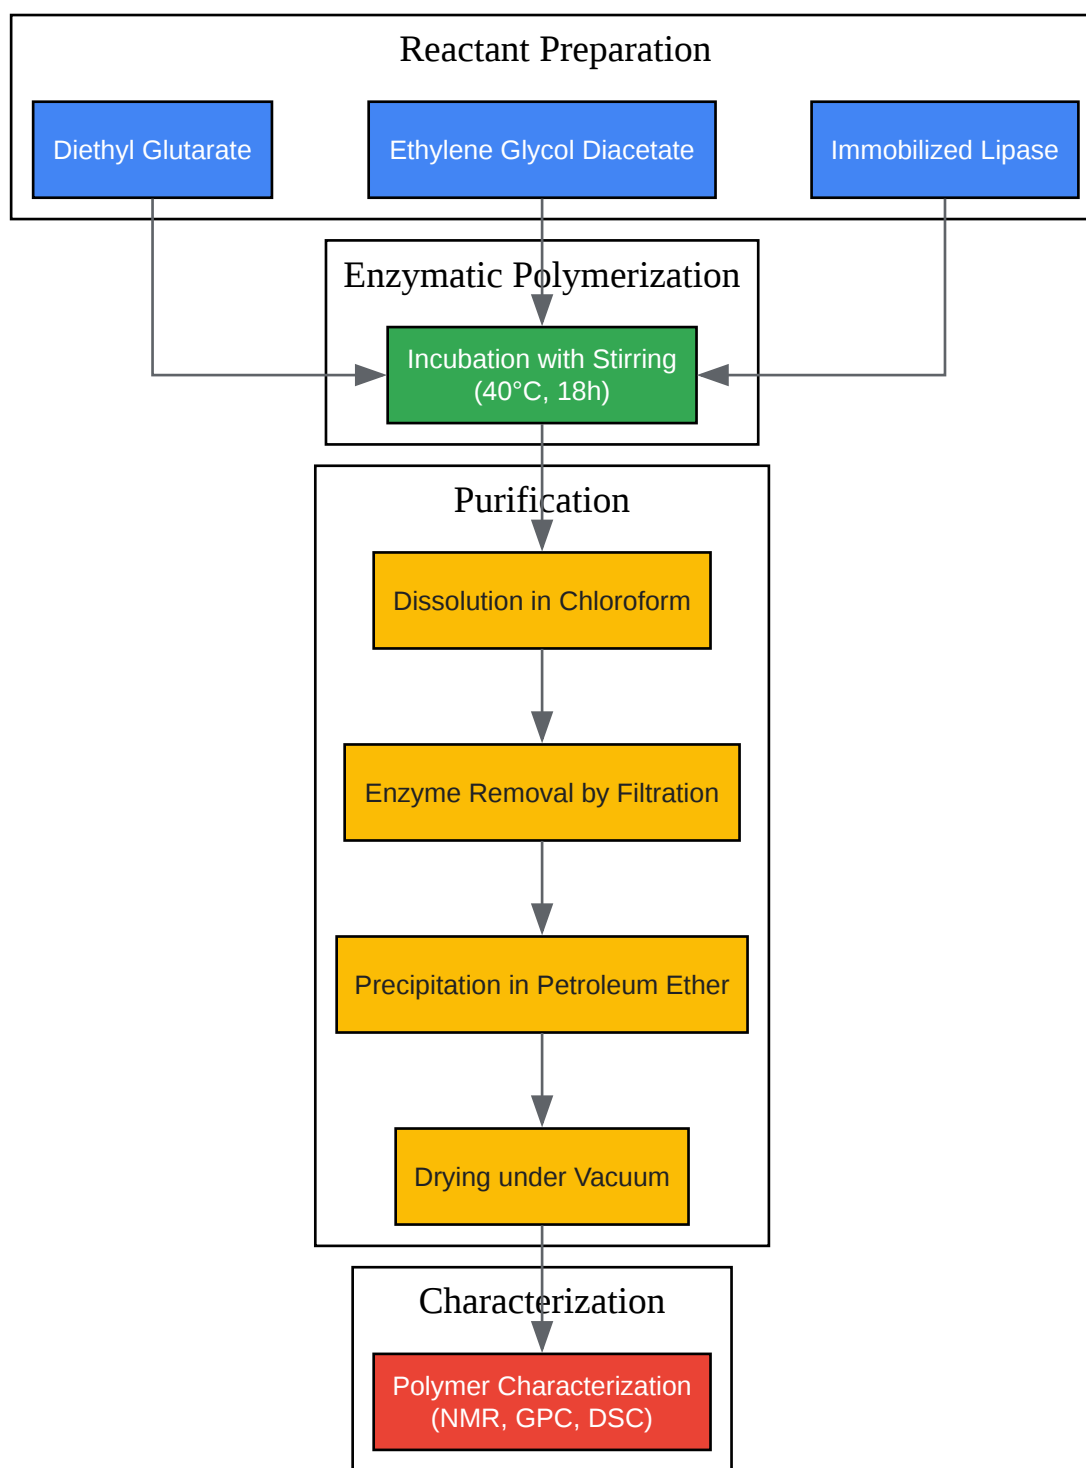 Reactant Preparation
Diethyl Glutarate
Ethylene Glycol Diacetate
Immobilized Lipase
Enzymatic Polymerization
Incubation with Stirring
(40°C, 18h)
Purification
Dissolution in Chloroform
Enzyme Removal by Filtration
Precipitation in Petroleum Ether
Drying under Vacuum
Characterization
Polymer Characterization
(NMR, GPC, DSC)